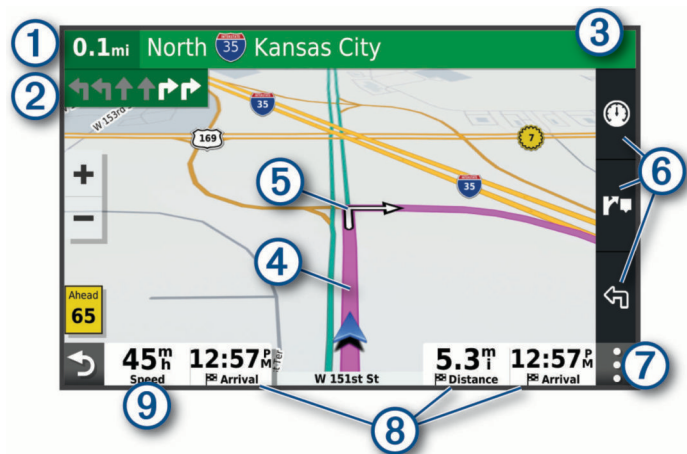 1
0.1mi North 35 Kansas City
3
2
W 153rd
35
169
7
6
5
35
+
−
4
Ahead
65
45 mh
Speed
12:57 PM
Arrival
W 151st St
t Ter
5.3 mi
Distance
12:57 PM
Arrival
7
9
8